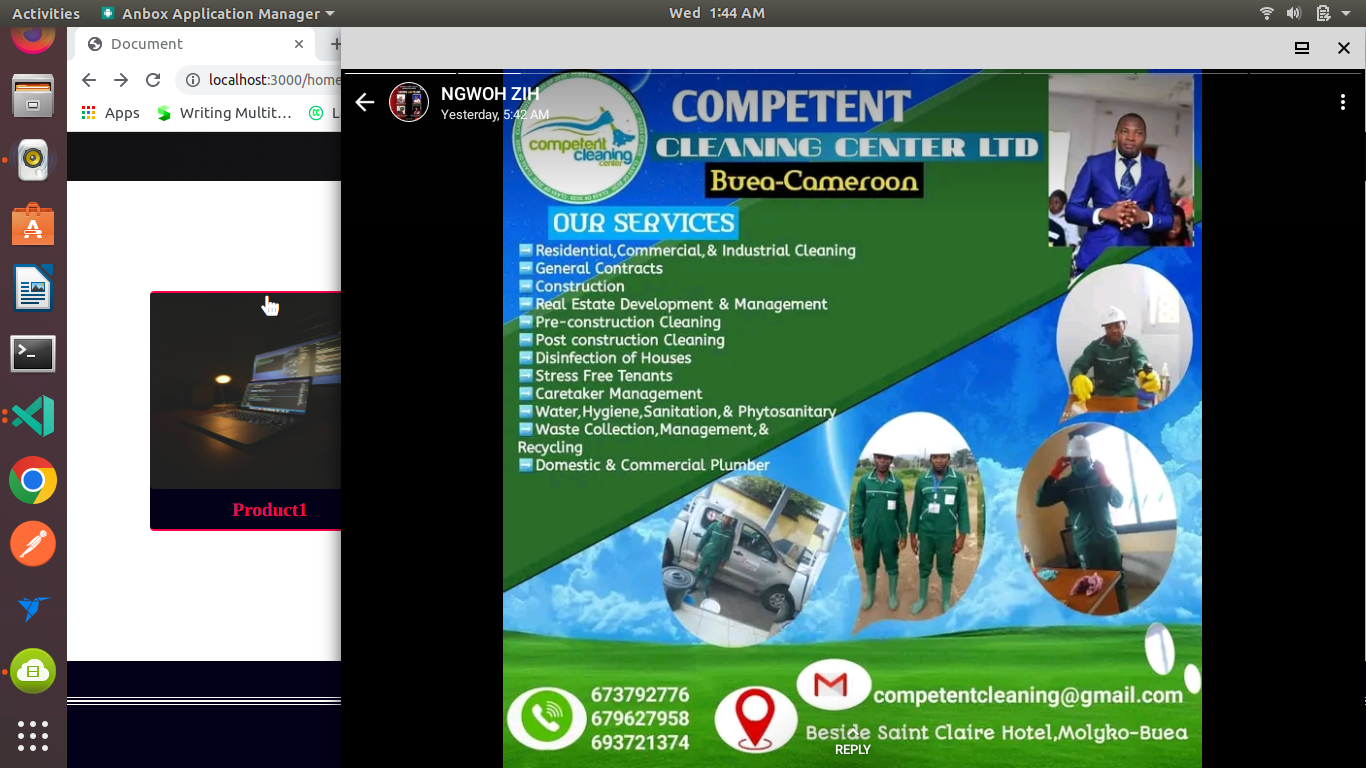 Activities
Anbox Application Manager
Wed 1:44 AM
Document
localhost:3000/home
Apps
Writing Multit...
L
NGWOH ZIH
Yesterday, 5:42 AM
competent
cleaning
center
COMPETENT
CLEANING CENTER LTD
Buea-Cameroon
OUR SERVICES
➡Residential,Commercial,& Industrial Cleaning
➡General Contracts
➡Construction
➡Real Estate Development & Management
➡Pre-construction Cleaning
➡Post construction Cleaning
➡Disinfection of Houses
➡Stress Free Tenants
➡Caretaker Management
➡Water,Hygiene,Sanitation,& Phytosanitary
➡Waste Collection,Management,&
Recycling
➡Domestic & Commercial Plumber
Product1
673792776
679627958
693721374
competentcleaning@gmail.com
Beside Saint Claire Hotel,Molyko-Buea
REPLY